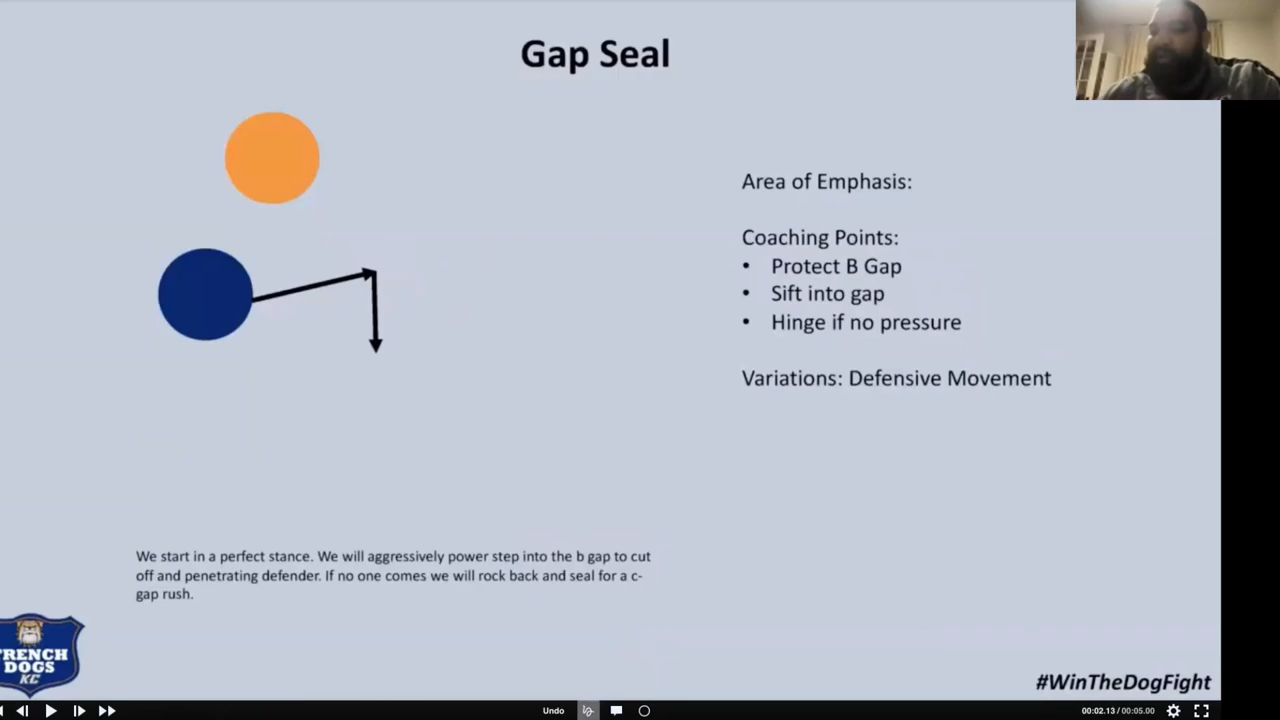 Gap Seal
Area of Emphasis:
Coaching Points:
• Protect B Gap
• Sift into gap
• Hinge if no pressure
Variations: Defensive Movement
We start in a perfect stance. We will aggressively power step into the b gap to cut
off and penetrating defender. If no one comes we will rock back and seal for a c-
gap rush.
TRENCH
DOGS
KC
#WinTheDogFight
Undo
00:02.13 / 00:05.00